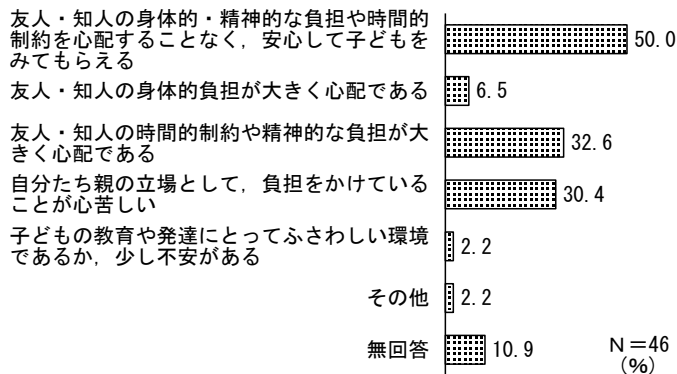 友人・知人の身体的・精神的な負担や時間的
制約を心配することなく，安心して子どもを
みてもらえる
50.0
友人・知人の身体的負担が大きく心配である
6.5
友人・知人の時間的制約や精神的な負担が大
きく心配である
32.6
自分たち親の立場として，負担をかけている
ことが心苦しい
30.4
子どもの教育や発達にとってふさわしい環境
であるか，少し不安がある
2.2
その他
2.2
無回答
10.9
Ｎ＝46
(%)